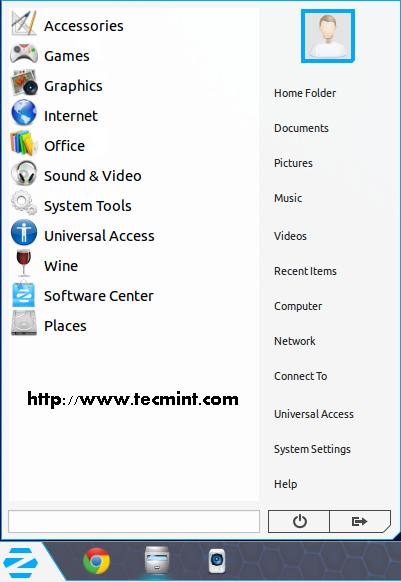 Accessories
Games
Graphics
Internet
Office
Sound & Video
System Tools
Universal Access
Wine
Software Center
Places
http://www.tecmint.com
Home Folder
Documents
Pictures
Music
Videos
Recent Items
Computer
Network
Connect To
Universal Access
System Settings
Help